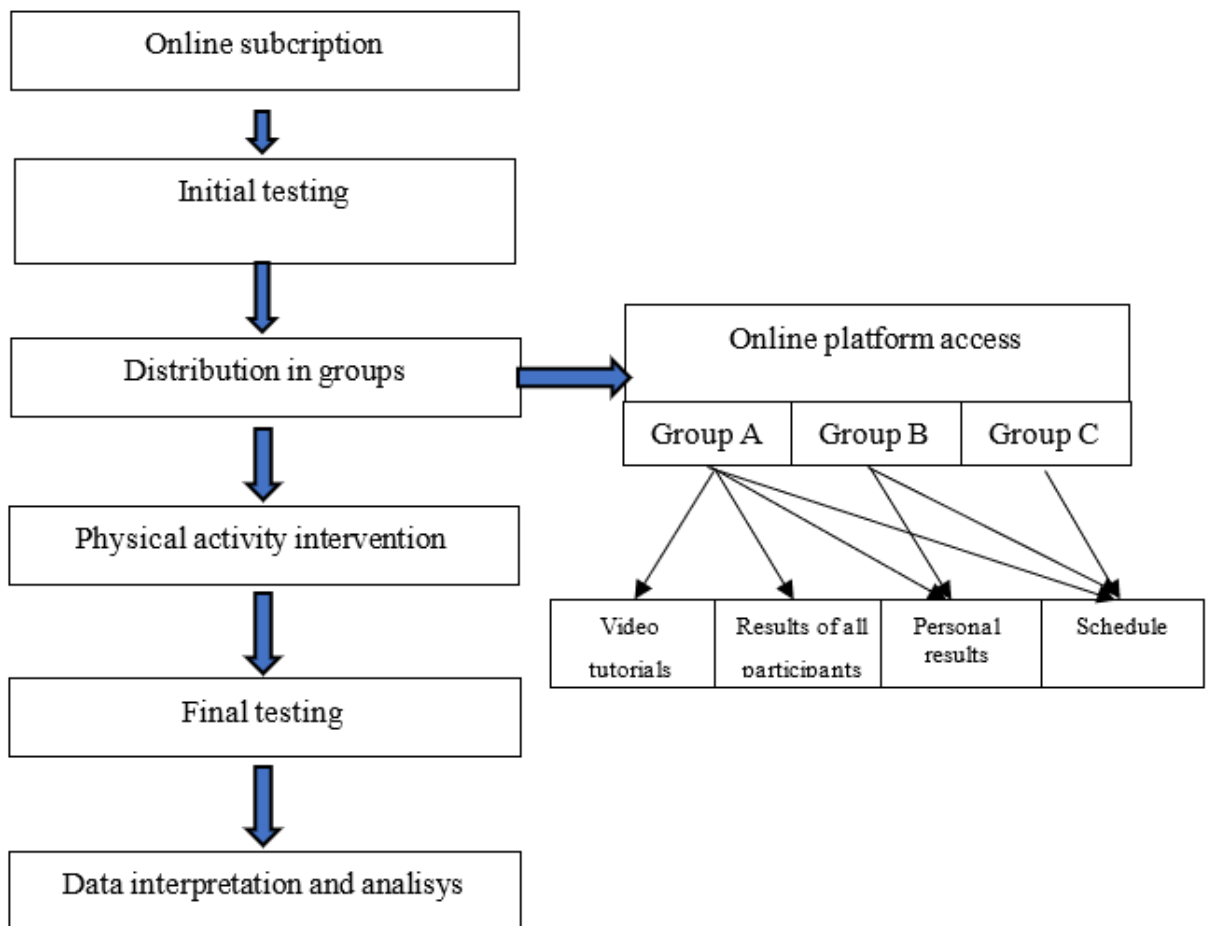 Online subcription
Initial testing
Distribution in groups
Online platform access
Group A
Group B
Group C
Physical activity intervention
Video
tutorials
Results of all
participants
Personal
results
Schedule
Final testing
Data interpretation and analisys